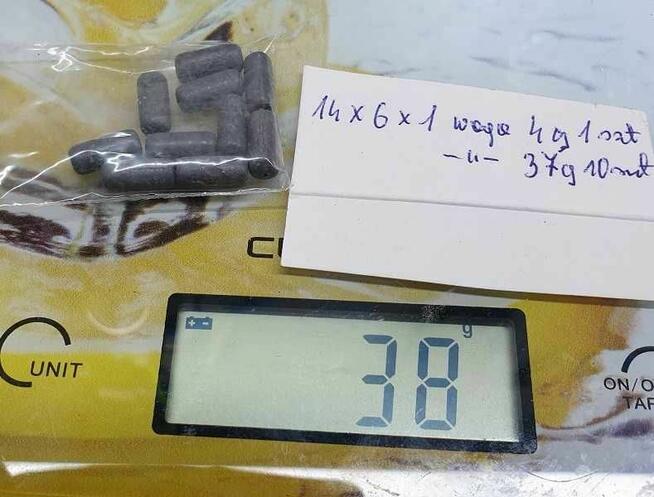 14 x 6 x 1 waga 4g 1 szt
-"- 37g 10 szt
UNIT
38 g
ON/O
TAR